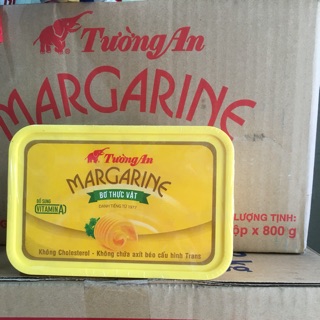 Tường An
MARGARINE
Tường An
MARGARINE
BƠ THỰC VẬT
BỔ SUNG
VITAMIN A
Không Cholesterol - Không chứa axit béo cấu hình Trans
LƯỢNG TỊNH:
ộp x 800 g